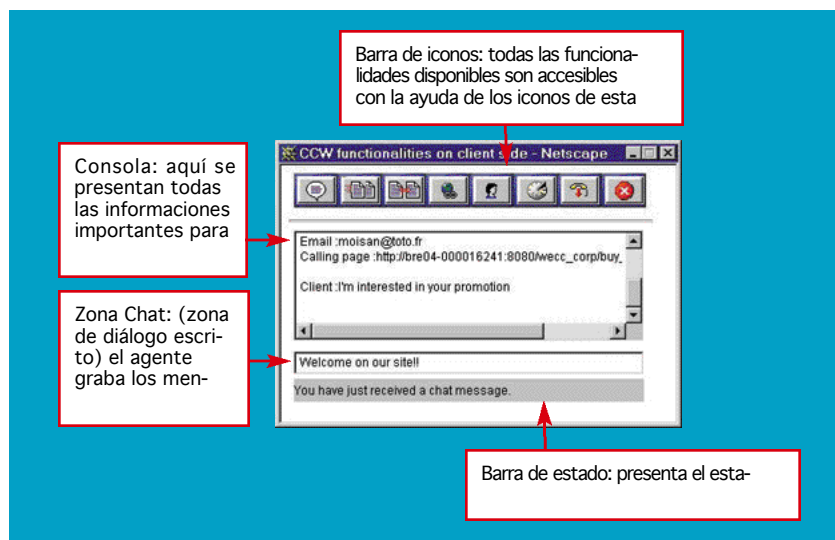 Barra de iconos: todas las funciona-
lidades disponibles son accesibles
con la ayuda de los iconos de esta
Consola: aquí se
presentan todas
las informaciones
importantes para
CCW functionalities on client side - Netscape
Email :moisan@toto.fr
Calling page :http://bre04-000016241:8080/wecc_corp/buy_
Client :I'm interested in your promotion
Zona Chat: (zona
de diálogo escri-
to) el agente
graba los men-
Welcome on our site!!
You have just received a chat message.
Barra de estado: presenta el esta-